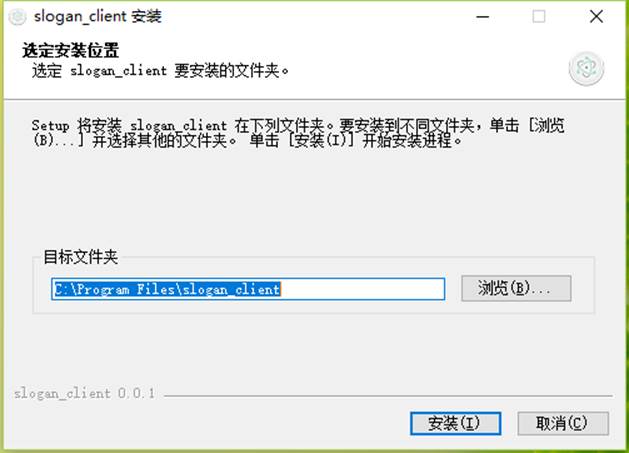 slogan_client 安装
选定安装位置
选定 slogan_client 要安装的文件夹。
Setup 将安装 slogan_client 在下列文件夹。要安装到不同文件夹，单击 [浏览
(B)...] 并选择其他的文件夹。 单击 [安装(I)] 开始安装进程。
目标文件夹
C:\Program Files\slogan_client
浏览(B)...
slogan_client 0.0.1
安装(I)
取消(C)